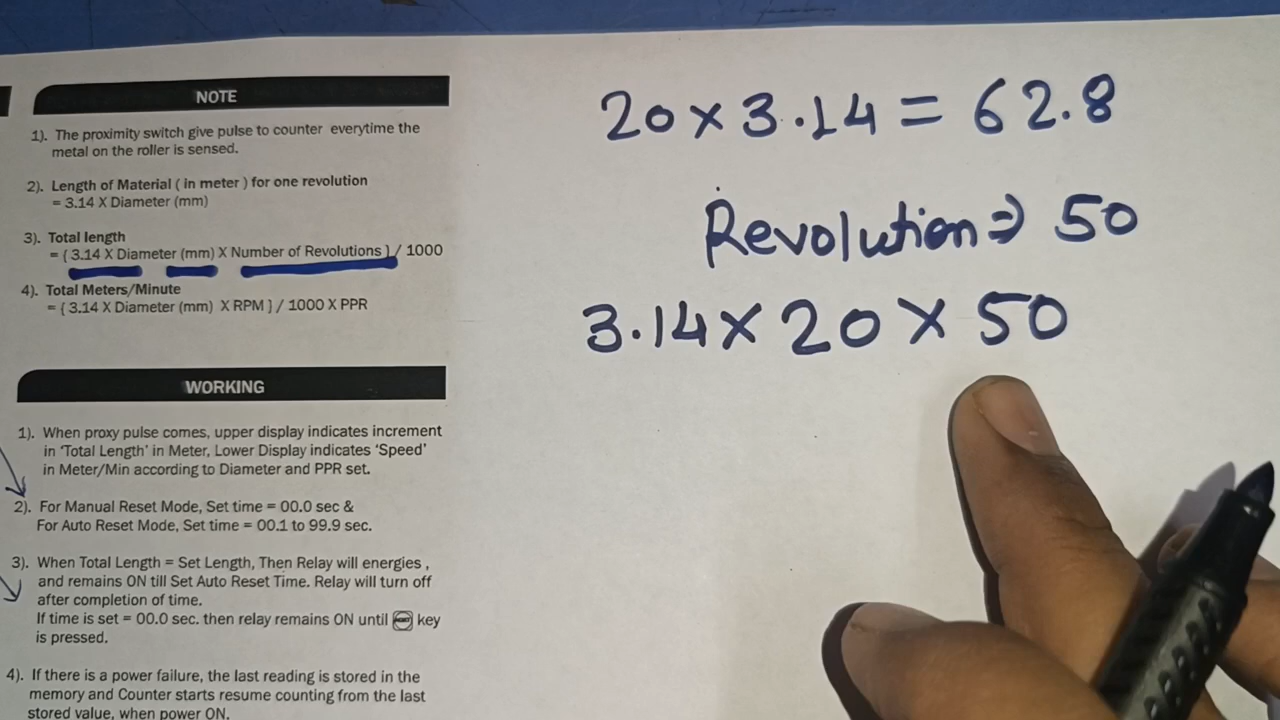 NOTE
1). The proximity switch give pulse to counter everytime the
metal on the roller is sensed.
2). Length of Material ( in meter ) for one revolution
= 3.14 X Diameter (mm)
3). Total length
= ( 3.14 X Diameter (mm) X Number of Revolutions ) / 1000
4). Total Meters/Minute
= ( 3.14 X Diameter (mm) X RPM ) / 1000 X PPR
WORKING
1). When proxy pulse comes, upper display indicates increment
in 'Total Length' in Meter, Lower Display indicates 'Speed'
in Meter/Min according to Diameter and PPR set.
2). For Manual Reset Mode, Set time = 00.0 sec &
For Auto Reset Mode, Set time = 00.1 to 99.9 sec.
3). When Total Length = Set Length, Then Relay will energies ,
and remains ON till Set Auto Reset Time. Relay will turn off
after completion of time.
If time is set = 00.0 sec. then relay remains ON until key
is pressed.
4). If there is a power failure, the last reading is stored in the
memory and Counter starts resume counting from the last
stored value, when power ON.
20 × 3.14 = 62.8
Revolution ⇒ 50
3.14 × 20 × 50